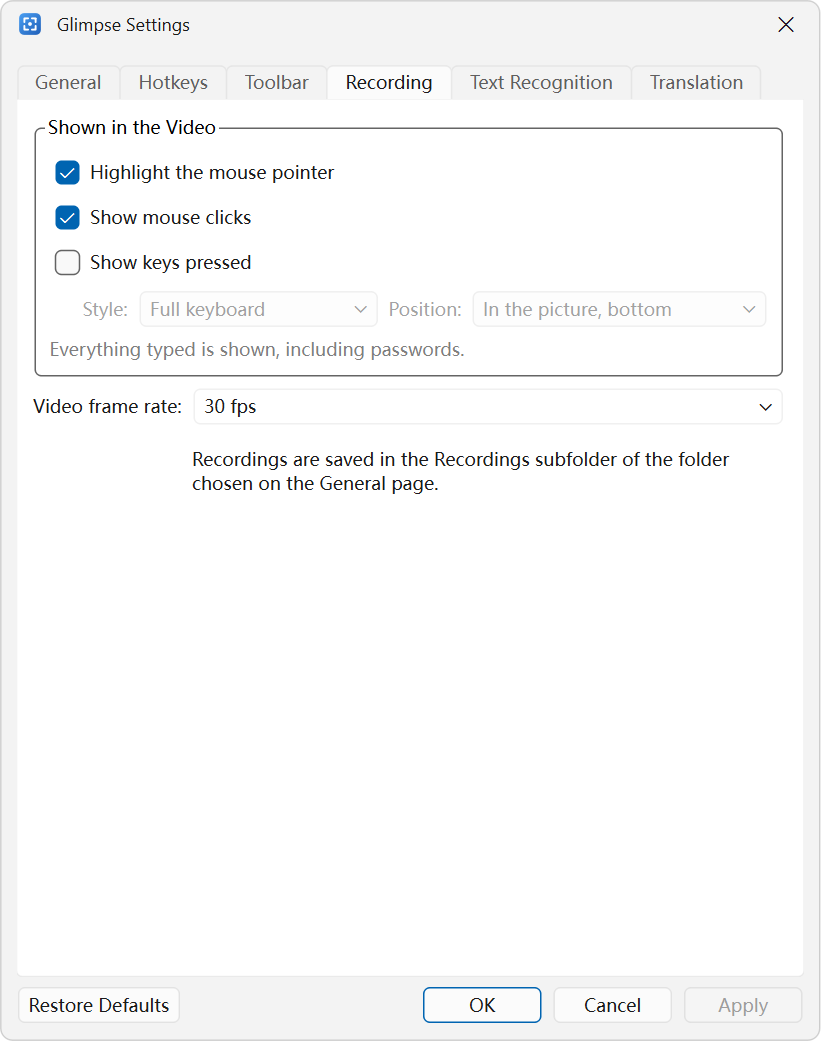 Glimpse Settings
General Hotkeys Toolbar Recording Text Recognition Translation
Shown in the Video
Highlight the mouse pointer
Show mouse clicks
Show keys pressed
Style: Full keyboard Position: In the picture, bottom
Everything typed is shown, including passwords.
Video frame rate: 30 fps
Recordings are saved in the Recordings subfolder of the folder
chosen on the General page.
Restore Defaults OK Cancel Apply